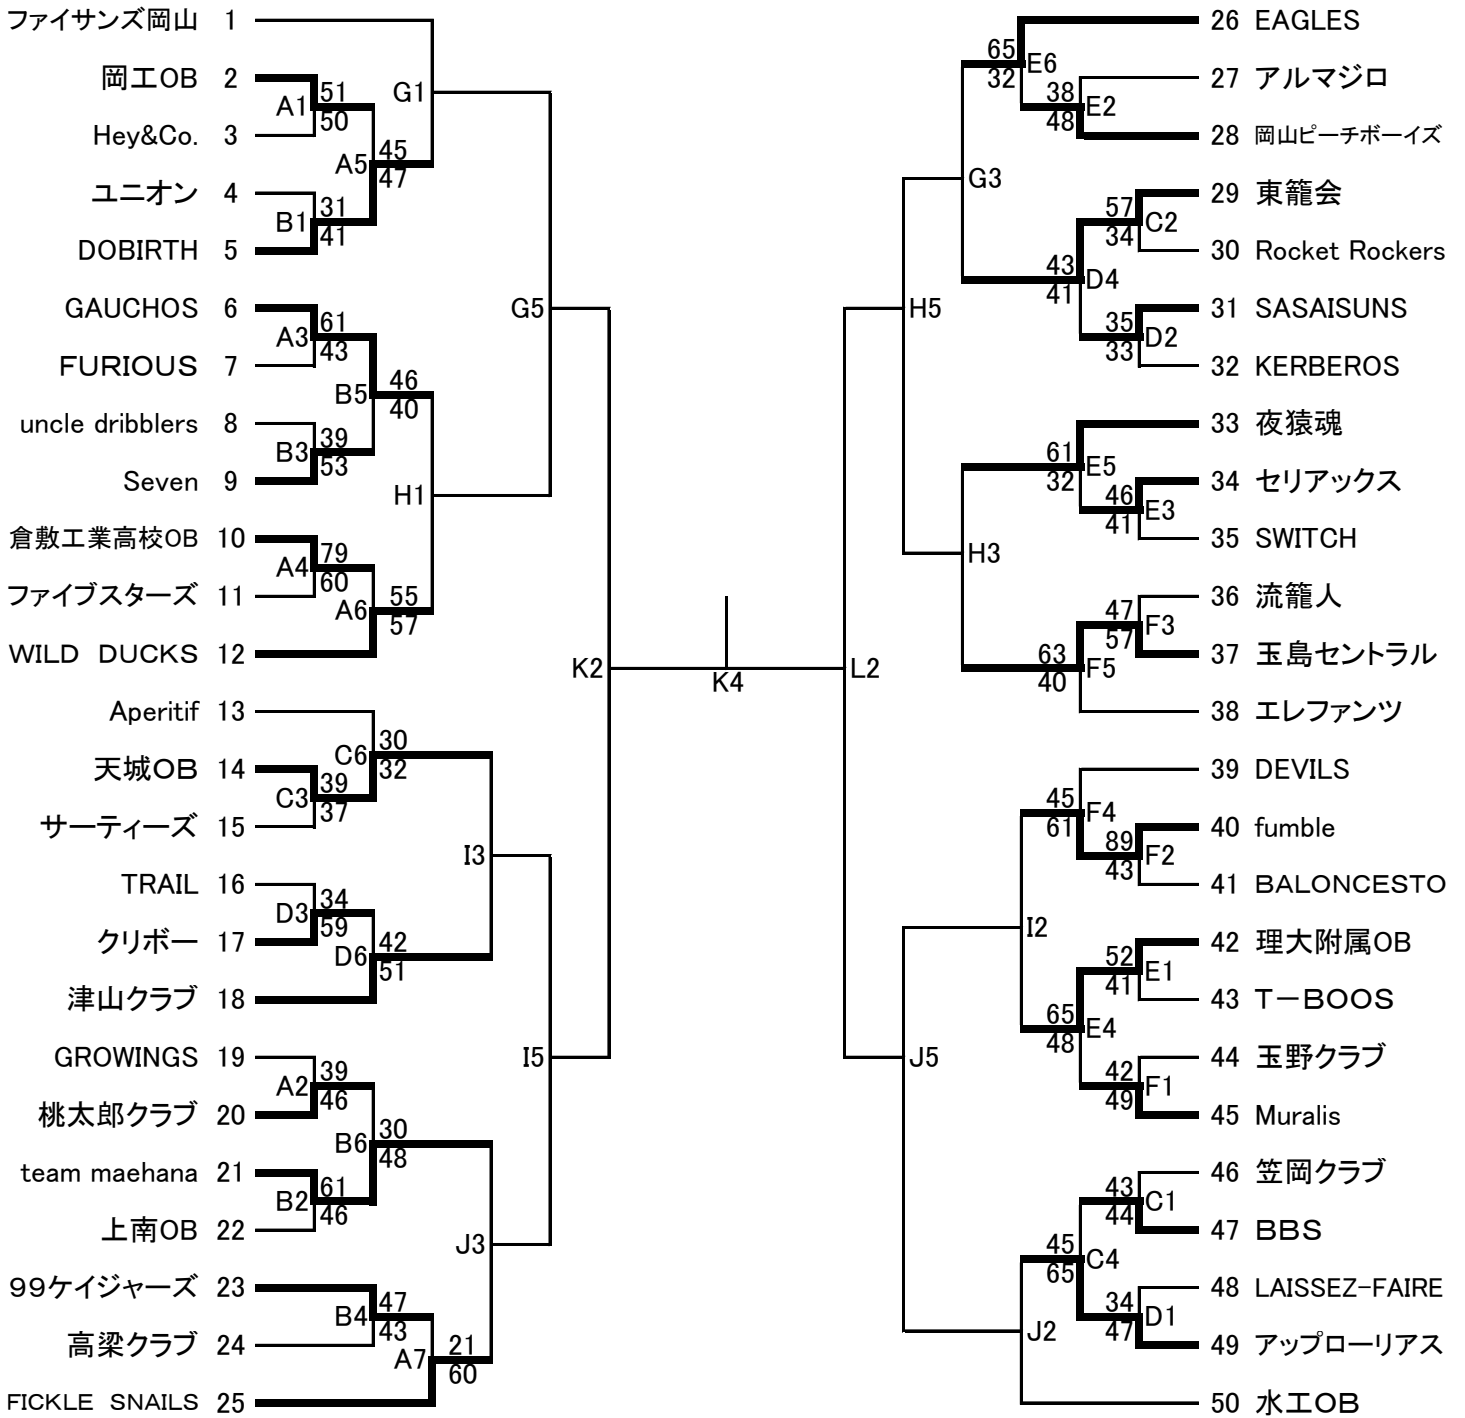 ファイサンズ岡山 1
岡工OB 2
A1
51
50
Hey&Co. 3
G1
A5
45
47
ユニオン 4
B1
31
41
DOBIRTH 5
GAUCHOS 6
A3
61
43
FURIOUS 7
B5
46
40
uncle dribblers 8
B3
39
53
Seven 9
G5
H1
倉敷工業高校OB 10
A4
79
60
ファイブスターズ 11
A6
55
57
WILD DUCKS 12
K2
Aperitif 13
C6
30
32
天城OB 14
C3
39
37
サーティーズ 15
I3
TRAIL 16
D3
34
59
クリボー 17
D6
42
51
津山クラブ 18
I5
GROWINGS 19
A2
39
46
桃太郎クラブ 20
B6
30
48
team maehana 21
B2
61
46
上南OB 22
J3
99ケイジャーズ 23
B4
47
43
高梁クラブ 24
A7
21
60
FICKLE SNAILS 25
K4
26 EAGLES
65
32
E6
27 アルマジロ
38
48
E2
28 岡山ピーチボーイズ
G3
29 東籠会
57
34
C2
30 Rocket Rockers
43
41
D4
31 SASAISUNS
35
33
D2
32 KERBEROS
H5
33 夜猿魂
61
32
E5
34 セリアックス
46
41
E3
35 SWITCH
H3
36 流籠人
47
57
F3
37 玉島セントラル
63
40
F5
38 エレファンツ
L2
39 DEVILS
45
61
F4
40 fumble
89
43
F2
41 BALONCESTO
I2
42 理大附属OB
52
41
E1
43 T－BOOS
65
48
E4
44 玉野クラブ
42
49
F1
45 Muralis
J5
46 笠岡クラブ
43
44
C1
47 BBS
45
65
C4
48 LAISSEZ-FAIRE
34
47
D1
49 アップローリアス
J2
50 水工OB